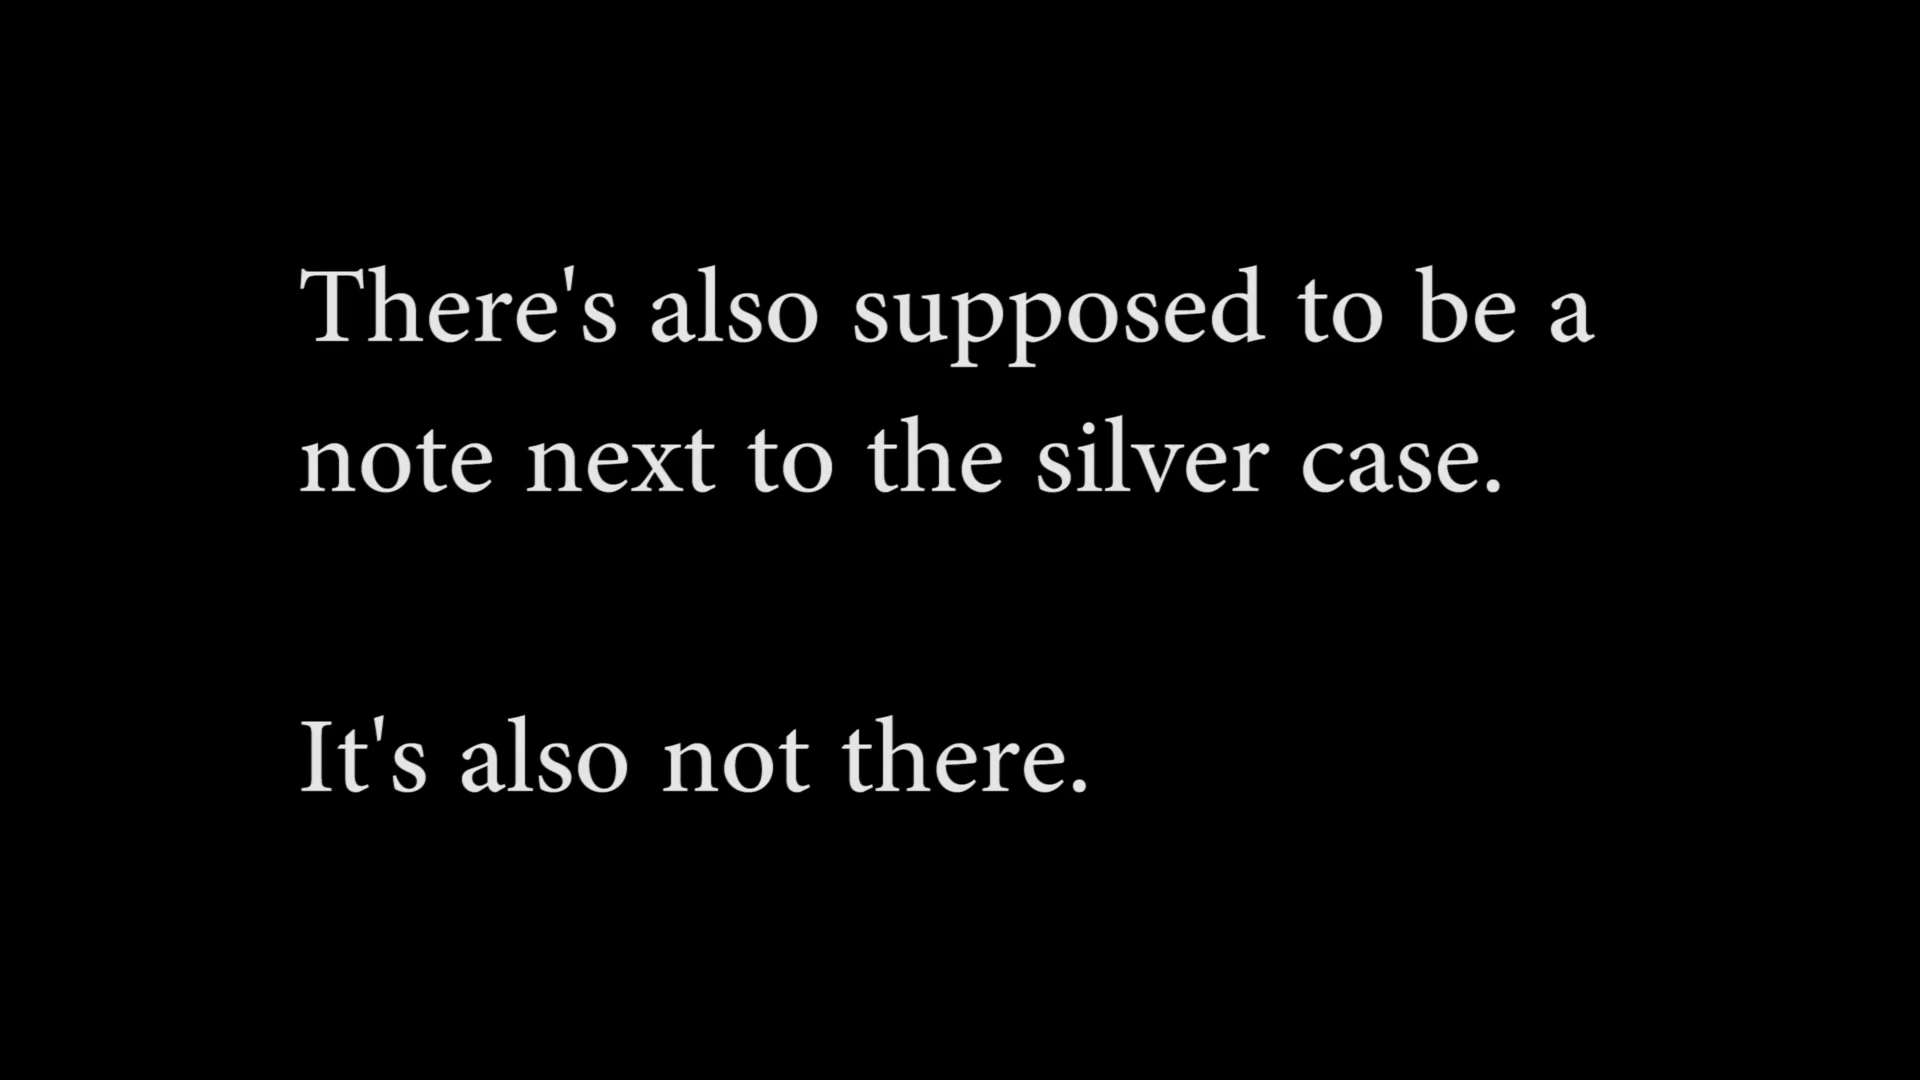 There's also supposed to be a
note next to the silver case.
It's also not there.